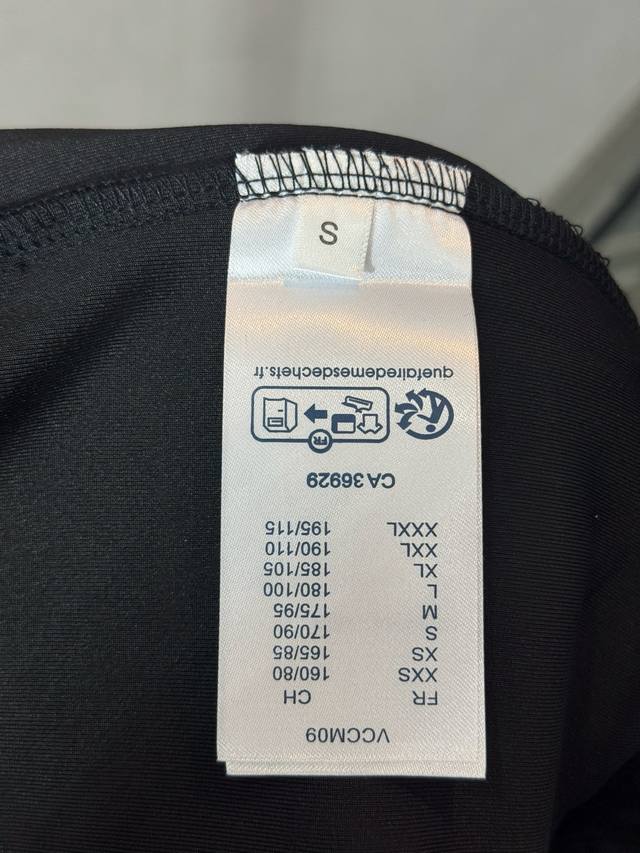 S
VCCM09
FR CH
XXS 160/80
XS 165/85
S 170/90
M 175/95
L 180/100
XL 185/105
XXL 190/110
XXXL 195/115
CA 36929
FR
quefairedemesdechets.fr